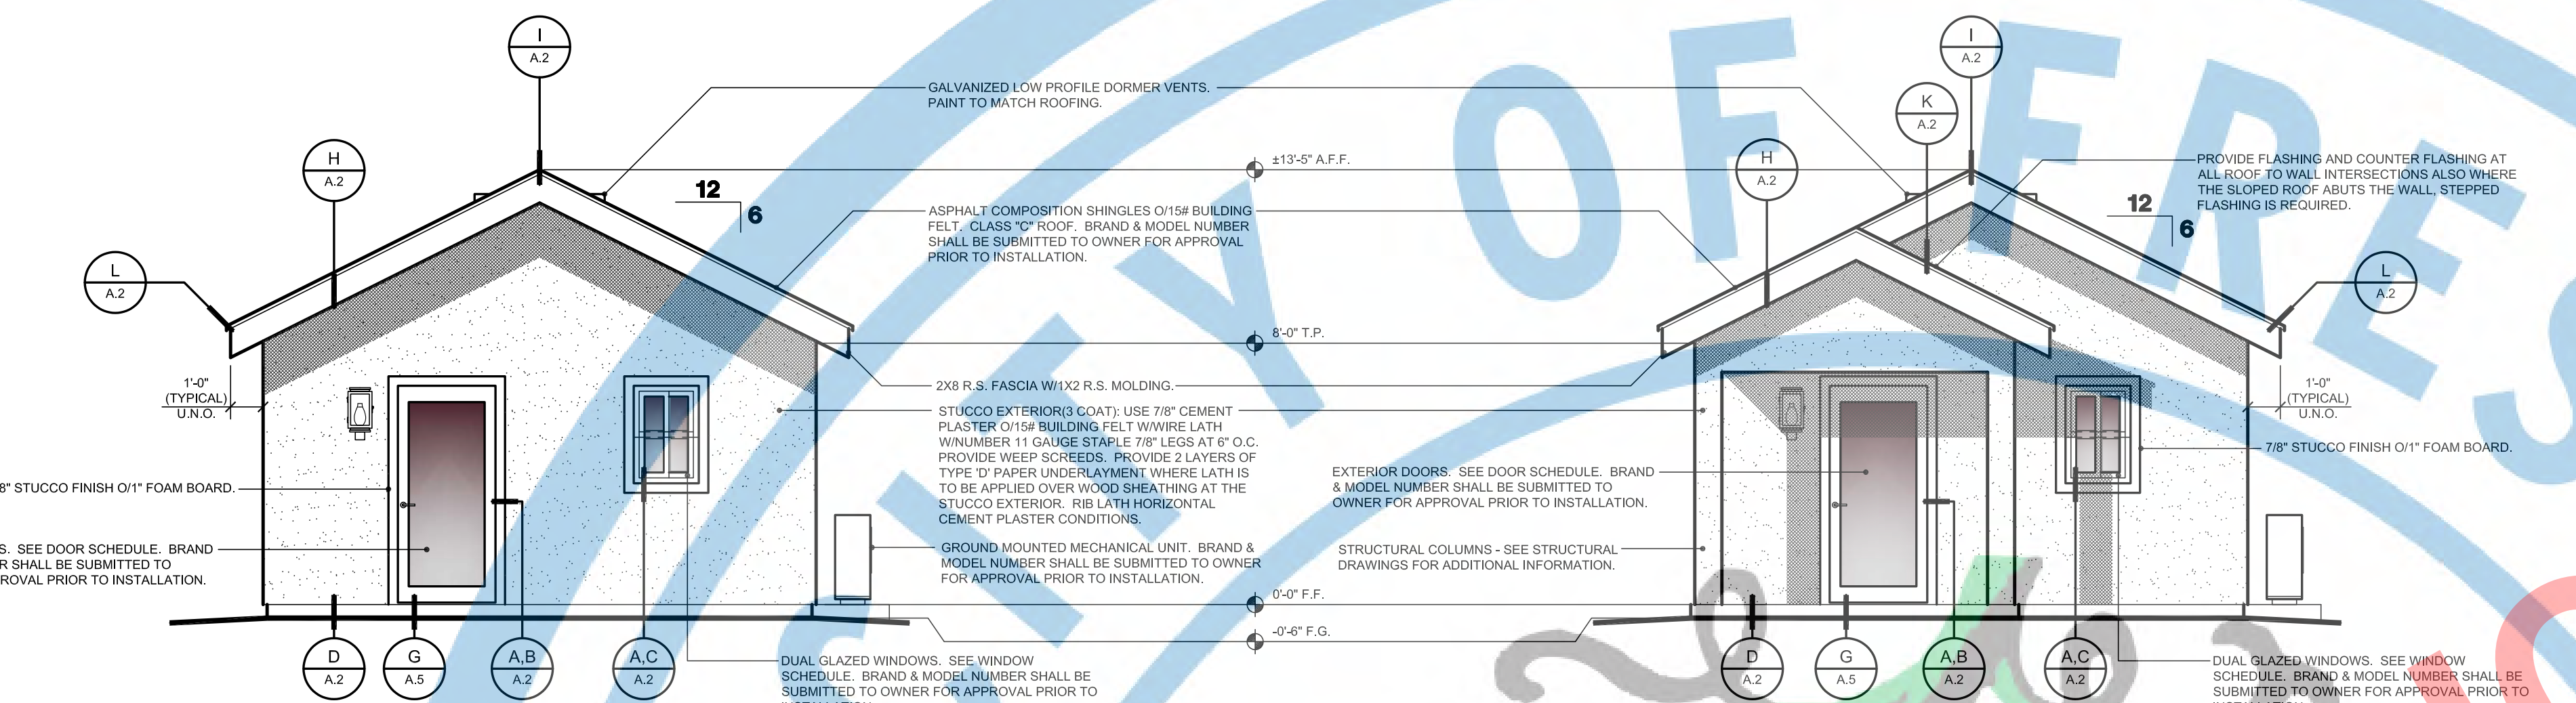 I
A.2
H
A.2
L
A.2
12
6
GALVANIZED LOW PROFILE DORMER VENTS.
PAINT TO MATCH ROOFING.
±13'-5" A.F.F.
ASPHALT COMPOSITION SHINGLES O/15# BUILDING
FELT. CLASS "C" ROOF. BRAND & MODEL NUMBER
SHALL BE SUBMITTED TO OWNER FOR APPROVAL
PRIOR TO INSTALLATION.
8'-0" T.P.
1'-0"
(TYPICAL)
U.N.O.
2X8 R.S. FASCIA W/1X2 R.S. MOLDING.
STUCCO EXTERIOR(3 COAT): USE 7/8" CEMENT
PLASTER O/15# BUILDING FELT W/WIRE LATH
W/NUMBER 11 GAUGE STAPLE 7/8" LEGS AT 6" O.C.
PROVIDE WEEP SCREEDS. PROVIDE 2 LAYERS OF
TYPE 'D' PAPER UNDERLAYMENT WHERE LATH IS
TO BE APPLIED OVER WOOD SHEATHING AT THE
STUCCO EXTERIOR. RIB LATH HORIZONTAL
CEMENT PLASTER CONDITIONS.
8" STUCCO FINISH O/1" FOAM BOARD.
S. SEE DOOR SCHEDULE. BRAND
R SHALL BE SUBMITTED TO
ROVAL PRIOR TO INSTALLATION.
GROUND MOUNTED MECHANICAL UNIT. BRAND &
MODEL NUMBER SHALL BE SUBMITTED TO OWNER
FOR APPROVAL PRIOR TO INSTALLATION.
0'-0" F.F.
-0'-6" F.G.
D
A.2
G
A.5
A,B
A.2
A,C
A.2
DUAL GLAZED WINDOWS. SEE WINDOW
SCHEDULE. BRAND & MODEL NUMBER SHALL BE
SUBMITTED TO OWNER FOR APPROVAL PRIOR TO
I
A.2
K
A.2
H
A.2
PROVIDE FLASHING AND COUNTER FLASHING AT
ALL ROOF TO WALL INTERSECTIONS ALSO WHERE
THE SLOPED ROOF ABUTS THE WALL, STEPPED
FLASHING IS REQUIRED.
12
6
L
A.2
1'-0"
(TYPICAL)
U.N.O.
7/8" STUCCO FINISH O/1" FOAM BOARD.
EXTERIOR DOORS. SEE DOOR SCHEDULE. BRAND
& MODEL NUMBER SHALL BE SUBMITTED TO
OWNER FOR APPROVAL PRIOR TO INSTALLATION.
STRUCTURAL COLUMNS - SEE STRUCTURAL
DRAWINGS FOR ADDITIONAL INFORMATION.
D
A.2
G
A.5
A,B
A.2
A,C
A.2
DUAL GLAZED WINDOWS. SEE WINDOW
SCHEDULE. BRAND & MODEL NUMBER SHALL BE
SUBMITTED TO OWNER FOR APPROVAL PRIOR TO
ITY OF FRES